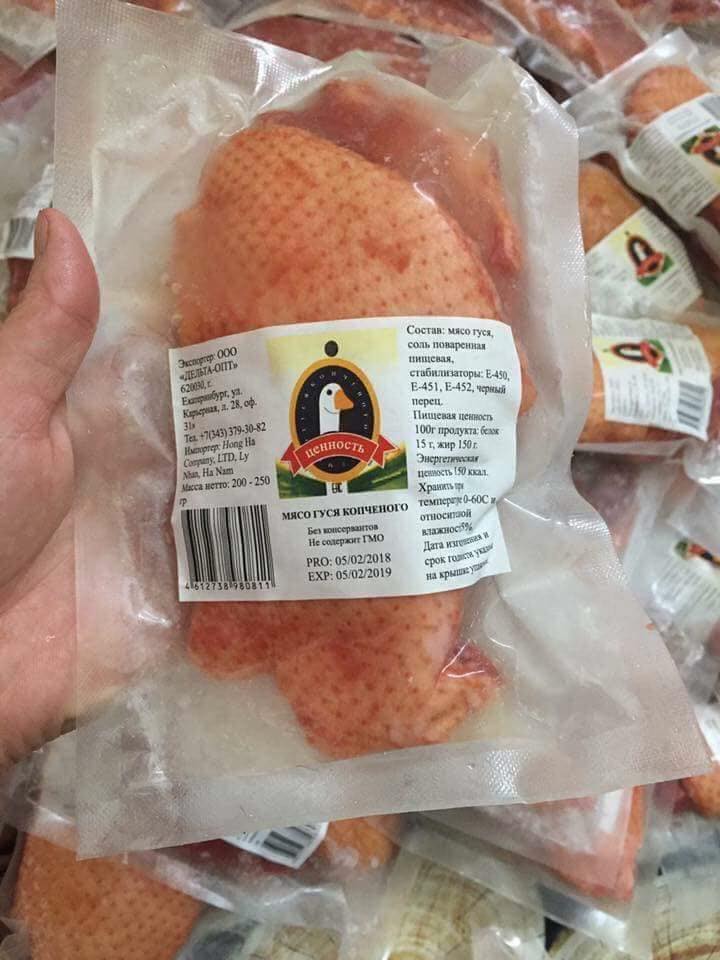 Экспортер: ООО
«ДЕЛЬТА-ОПТ»
620030, г.
Екатеринбург, ул.
Карьерная, д. 28, оф.
31»
Тел. +7(343) 379-30-82
Импортер: Hong Ha
Company, LTD, Ly
Nhan, Ha Nam
Масса нетто: 200 - 250
гр
4612738980811
ЦЕННОСТЬ
МЯСО ГУСЯ КОПЧЕНОГО
Без консервантов
Не содержит ГМО
PRO: 05/02/2018
EXP: 05/02/2019
Состав: мясо гуся,
соль поваренная
пищевая,
стабилизаторы: Е-450,
Е-451, Е-452, черный
перец.
Пищевая ценность
100г продукта: белок
15 г, жир 150 г.
Энергетическая
ценность 150 ккал.
Хранить при
температуре 0-60С и
относительной
влажности
Дата изготовления и
срок годности
на крышке